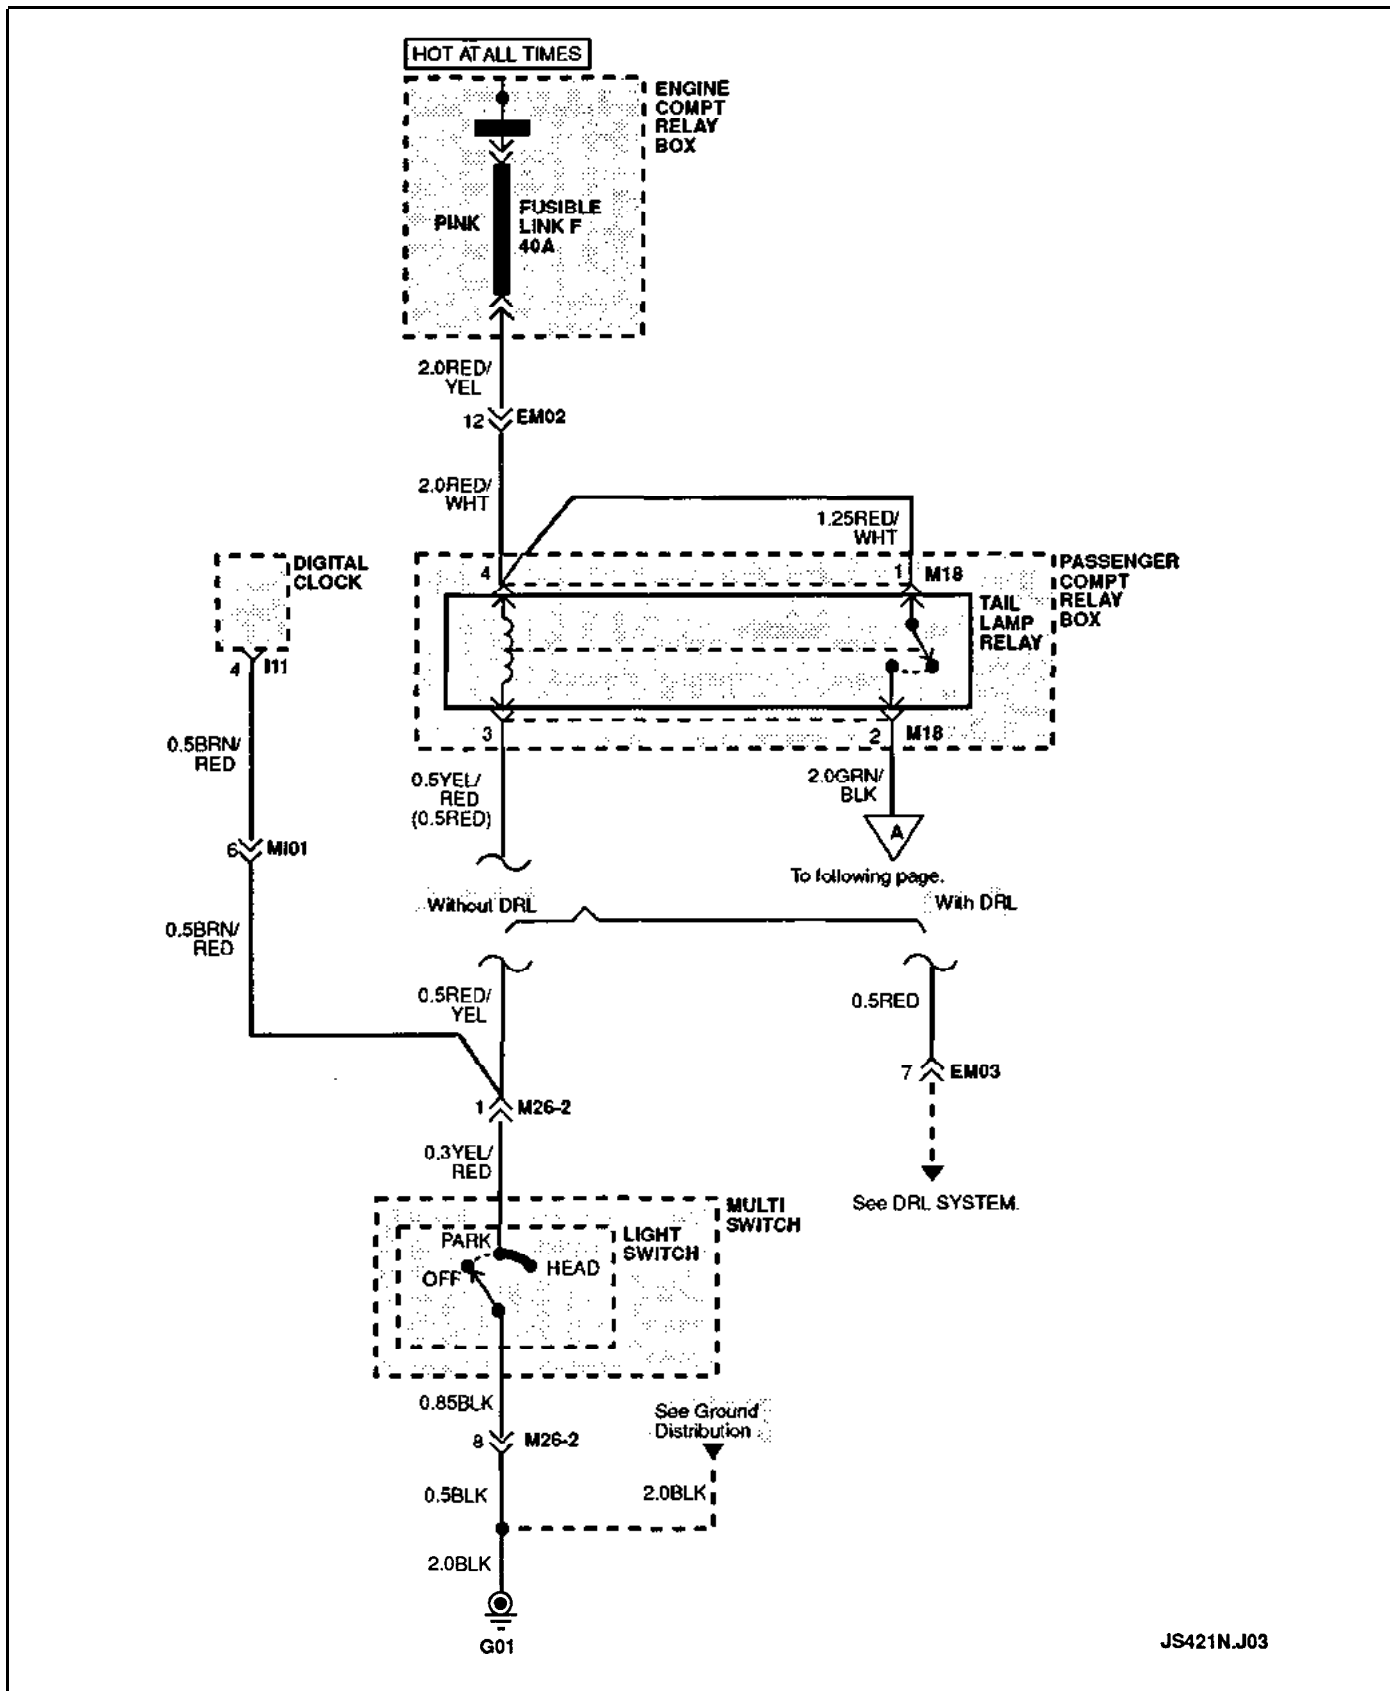 HOT AT ALL TIMES
ENGINE
COMPT
RELAY
BOX
PINK
FUSIBLE
LINK F
40A
2.0RED/
YEL
12
EM02
2.0RED/
WHT
1.25RED/
WHT
DIGITAL
CLOCK
4
1
M18
PASSENGER
COMPT
RELAY
BOX
TAIL
LAMP
RELAY
4
I11
3
2
M18
0.5BRN/
RED
0.5YEL/
RED
(0.5RED)
2.0GRN/
BLK
A
6
MI01
To following page.
Without DRL
With DRL
0.5BRN/
RED
0.5RED/
YEL
0.5RED
7
EM03
1
M26-2
0.3YEL/
RED
See DRL SYSTEM.
MULTI
SWITCH
LIGHT
SWITCH
PARK
OFF
HEAD
0.85BLK
See Ground
Distribution
8
M26-2
0.5BLK
2.0BLK
2.0BLK
G01
JS421N.J03